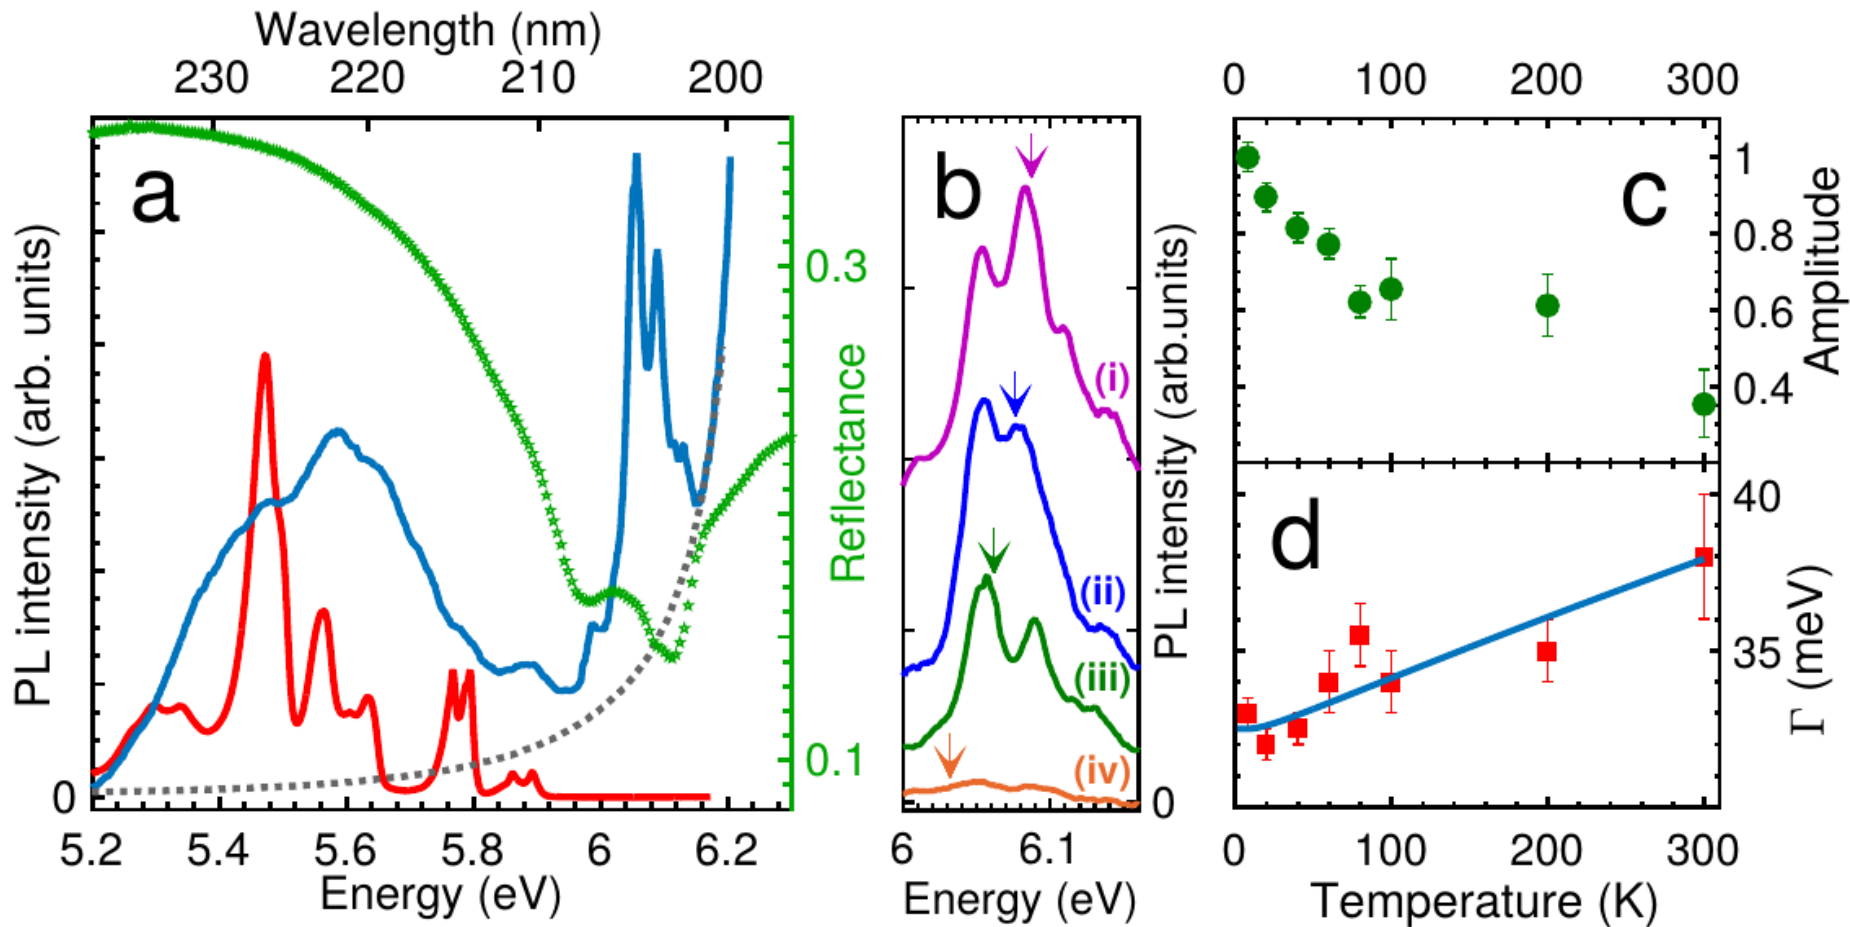 Wavelength (nm)
230 220 210 200
a
PL intensity (arb. units)
0
5.2 5.4 5.6 5.8 6 6.2
Energy (eV)
0.3
0.1
Reflectance
b
(i)
(ii)
(iii)
(iv)
0
PL intensity (arb.units)
6 6.1
Energy (eV)
0 100 200 300
c
1
0.8
0.6
0.4
Amplitude
d
40
35
Γ (meV)
0 100 200 300
Temperature (K)